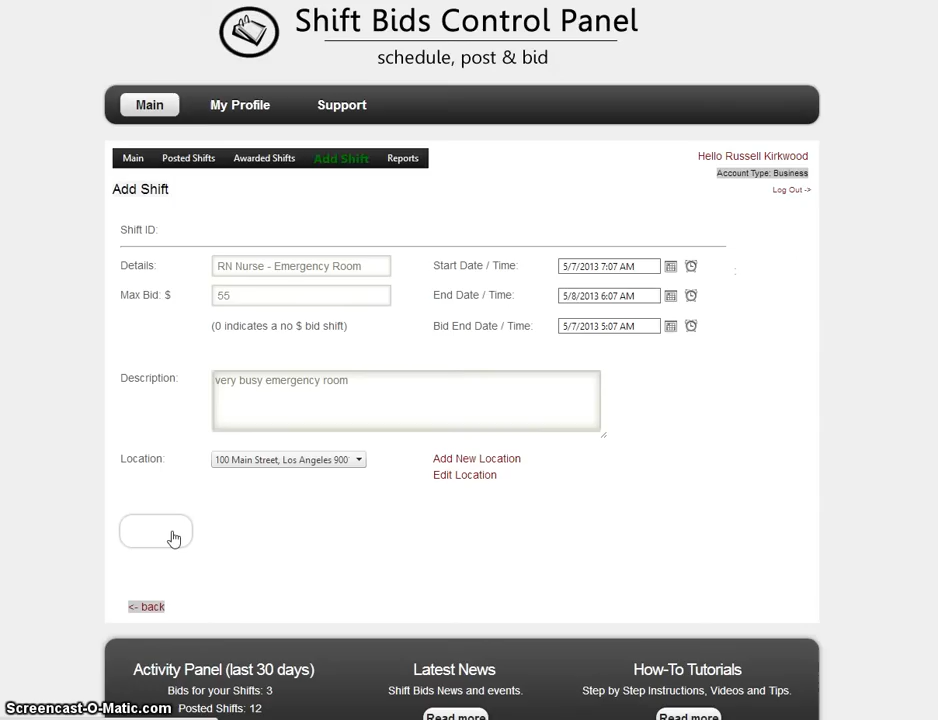 Shift Bids Control Panel
schedule, post & bid
Main My Profile Support
Main Posted Shifts Awarded Shifts Add Shift Reports
Hello Russell Kirkwood
Account Type: Business
Log Out ->
Add Shift
Shift ID:
Details: RN Nurse - Emergency Room Start Date / Time: 5/7/2013 7:07 AM :
Max Bid: $ 55 End Date / Time: 5/8/2013 6:07 AM
(0 indicates a no $ bid shift) Bid End Date / Time: 5/7/2013 5:07 AM
Description: very busy emergency room
Location: 100 Main Street, Los Angeles 900 Add New Location
Edit Location
<- back
Activity Panel (last 30 days) Latest News How-To Tutorials
Bids for your Shifts: 3 Shift Bids News and events. Step by Step Instructions, Videos and Tips.
Posted Shifts: 12 Read more Read more
Screencast-O-Matic.com